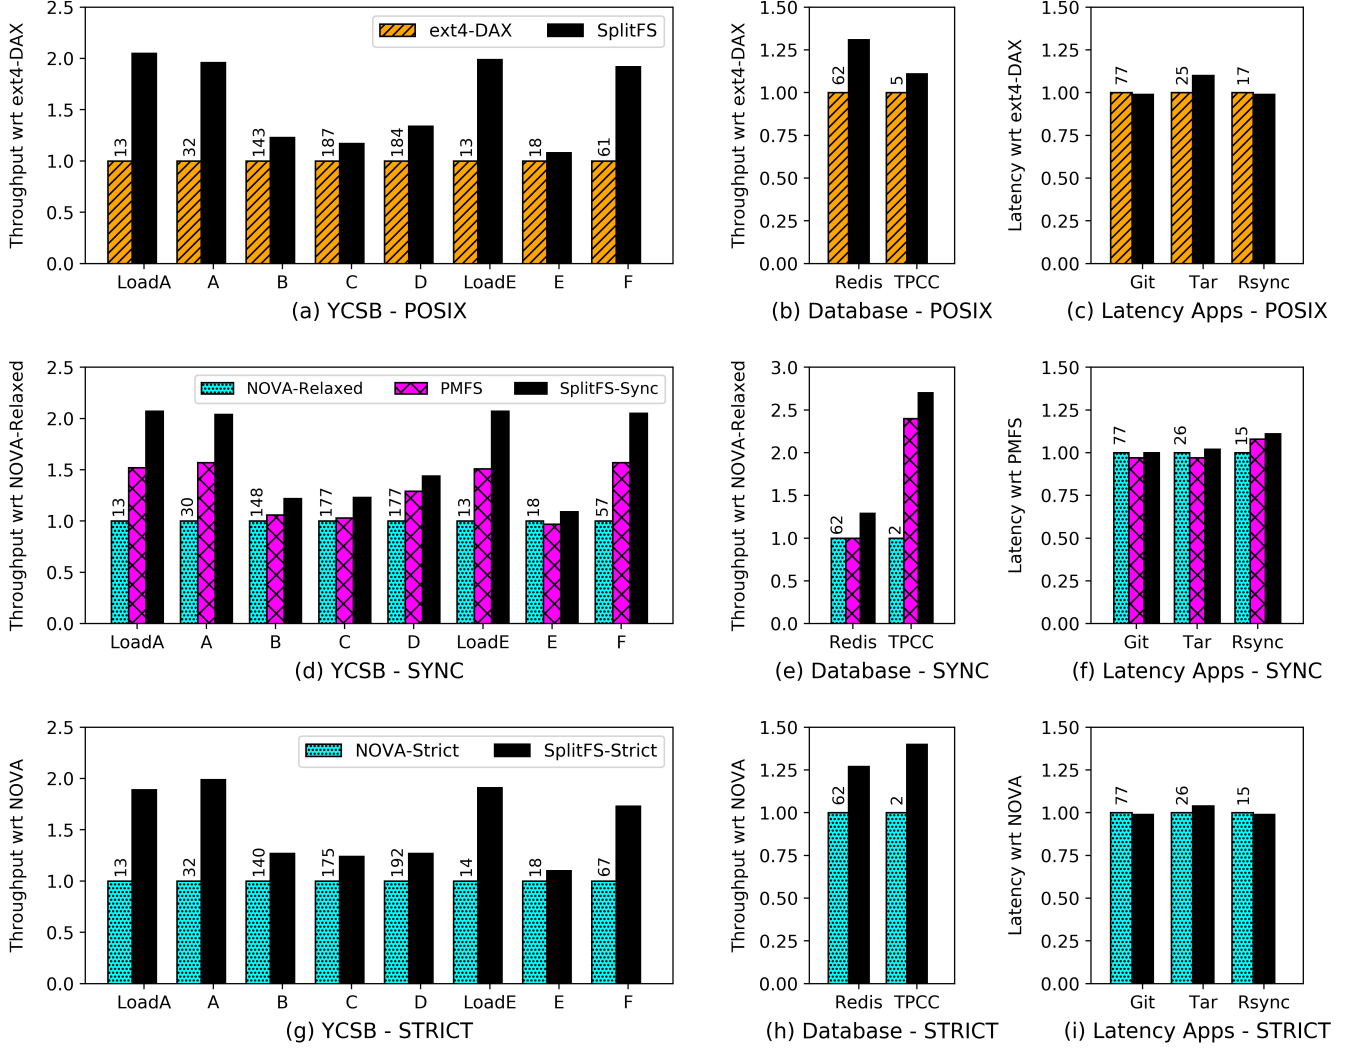 Throughput wrt ext4-DAX
2.5
2.0
1.5
1.0
0.5
0.0
ext4-DAX
SplitFS
13
32
143
187
184
13
18
61
LoadA
A
B
C
D
LoadE
E
F
(a) YCSB - POSIX
Throughput wrt ext4-DAX
1.50
1.25
1.00
0.75
0.50
0.25
0.00
62
5
Redis
TPCC
(b) Database - POSIX
Latency wrt ext4-DAX
1.50
1.25
1.00
0.75
0.50
0.25
0.00
77
25
17
Git
Tar
Rsync
(c) Latency Apps - POSIX
Throughput wrt NOVA-Relaxed
2.5
2.0
1.5
1.0
0.5
0.0
NOVA-Relaxed
PMFS
SplitFS-Sync
13
30
148
177
177
13
18
57
LoadA
A
B
C
D
LoadE
E
F
(d) YCSB - SYNC
Throughput wrt NOVA-Relaxed
3.0
2.5
2.0
1.5
1.0
0.5
0.0
62
2
Redis
TPCC
(e) Database - SYNC
Latency wrt PMFS
1.50
1.25
1.00
0.75
0.50
0.25
0.00
77
26
15
Git
Tar
Rsync
(f) Latency Apps - SYNC
Throughput wrt NOVA
2.5
2.0
1.5
1.0
0.5
0.0
NOVA-Strict
SplitFS-Strict
13
32
140
175
192
14
18
67
LoadA
A
B
C
D
LoadE
E
F
(g) YCSB - STRICT
Throughput wrt NOVA
1.50
1.25
1.00
0.75
0.50
0.25
0.00
62
2
Redis
TPCC
(h) Database - STRICT
Latency wrt NOVA
1.50
1.25
1.00
0.75
0.50
0.25
0.00
77
26
15
Git
Tar
Rsync
(i) Latency Apps - STRICT